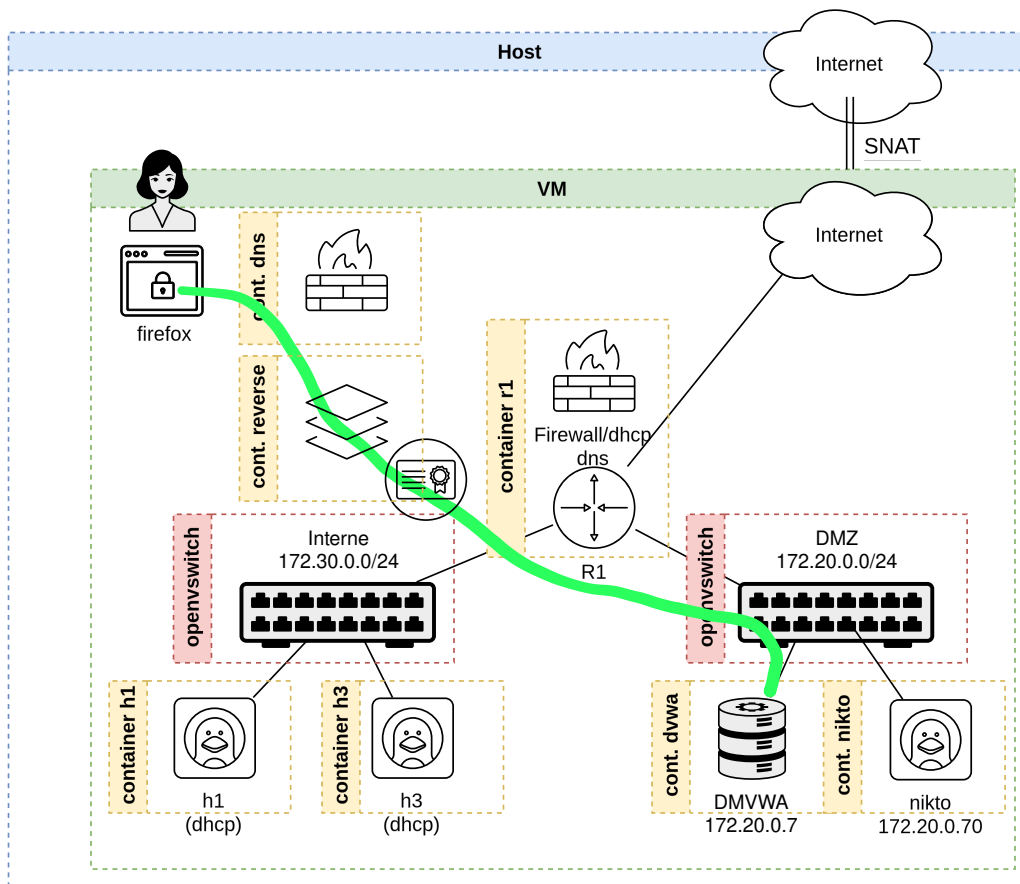 Host
Internet
SNAT
VM
Internet
cont. dns
firefox
cont. reverse
container r1
Firewall/dhcp
dns
R1
openvswitch
Interne
172.30.0.0/24
openvswitch
DMZ
172.20.0.0/24
container h1
h1
(dhcp)
container h3
h3
(dhcp)
cont. dvwa
DMVWA
172.20.0.7
cont. nikto
nikto
172.20.0.70